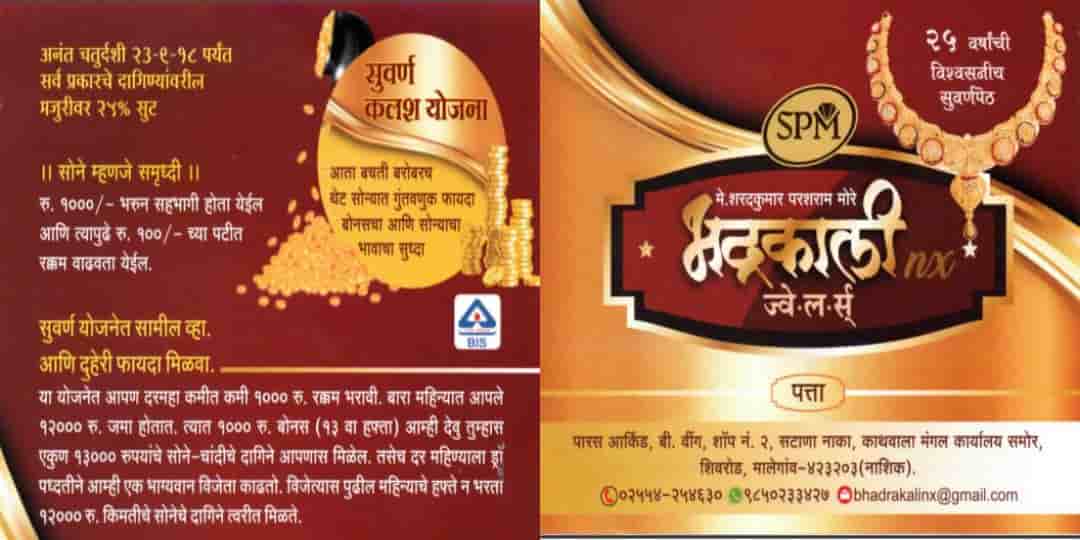 अनंत चतुर्दशी २३-९-१८ पर्यंत
सर्व प्रकारचे दागिण्यांवरील
मजुरीवर २५% सुट
सुवर्ण
कलश योजना
आता बचती बरोबरच
थेट सोन्यात गुंतवणुक फायदा
बोनसचा आणि सोन्याचा
भावाचा सुध्दा
|| सोने म्हणजे समृध्दी ||
रु. १०००/- भरुन सहभागी होता येईल
आणि त्यापुढे रु. १००/- च्या पटीत
रक्कम वाढवता येईल.
BIS
सुवर्ण योजनेत सामील व्हा.
आणि दुहेरी फायदा मिळवा.
या योजनेत आपण दरमहा कमीत कमी १००० रु. रक्कम भरावी. बारा महिन्यात आपले
१२००० रु. जमा होतात. त्यात १००० रु. बोनस (१३ वा हफ्ता) आम्ही देवु तुम्हास
एकुण १३००० रुपयांचे सोने-चांदीचे दागिने आपणास मिळेल. तसेच दर महिण्याला ड्रॉ
पध्दतीने आम्ही एक भाग्यवान विजेता काढतो. विजेत्यास पुढील महिन्याचे हफ्ते न भरता
१२००० रु. किमतीचे सोनेचे दागिने त्वरीत मिळते.
२५ वर्षांची
विश्वसनीय
सुवर्णपेठ
SPM
मे.शरदकुमार परशराम मोरे
भद्रकाली nx
ज्वे.ल.र्स्
पत्ता
पारस आर्किड, बी. वींग, शॉप नं. २, सटाणा नाका, काथवाला मंगल कार्यालय समोर,
शिवरोड, मालेगांव-४२३२०३(नाशिक).
०२५५४-२५४६३० ९८५०२३३४२७ bhadrakalinx@gmail.com